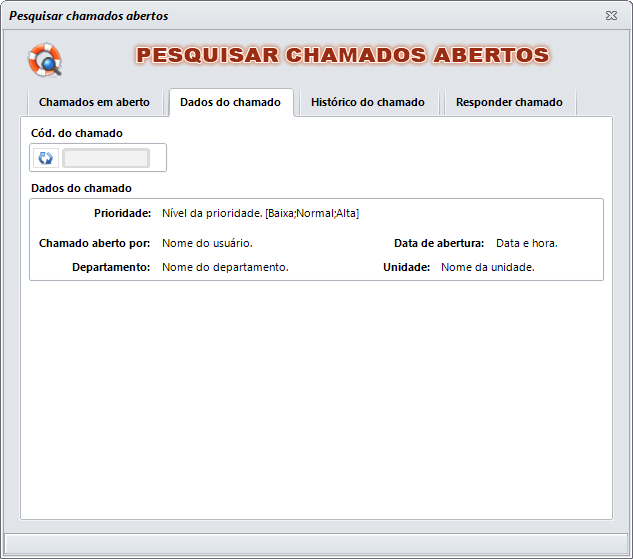 Pesquisar chamados abertos
PESQUISAR CHAMADOS ABERTOS
Chamados em aberto Dados do chamado Histórico do chamado Responder chamado
Cód. do chamado
Dados do chamado
Prioridade: Nível da prioridade. [Baixa;Normal;Alta]
Chamado aberto por: Nome do usuário. Data de abertura: Data e hora.
Departamento: Nome do departamento. Unidade: Nome da unidade.